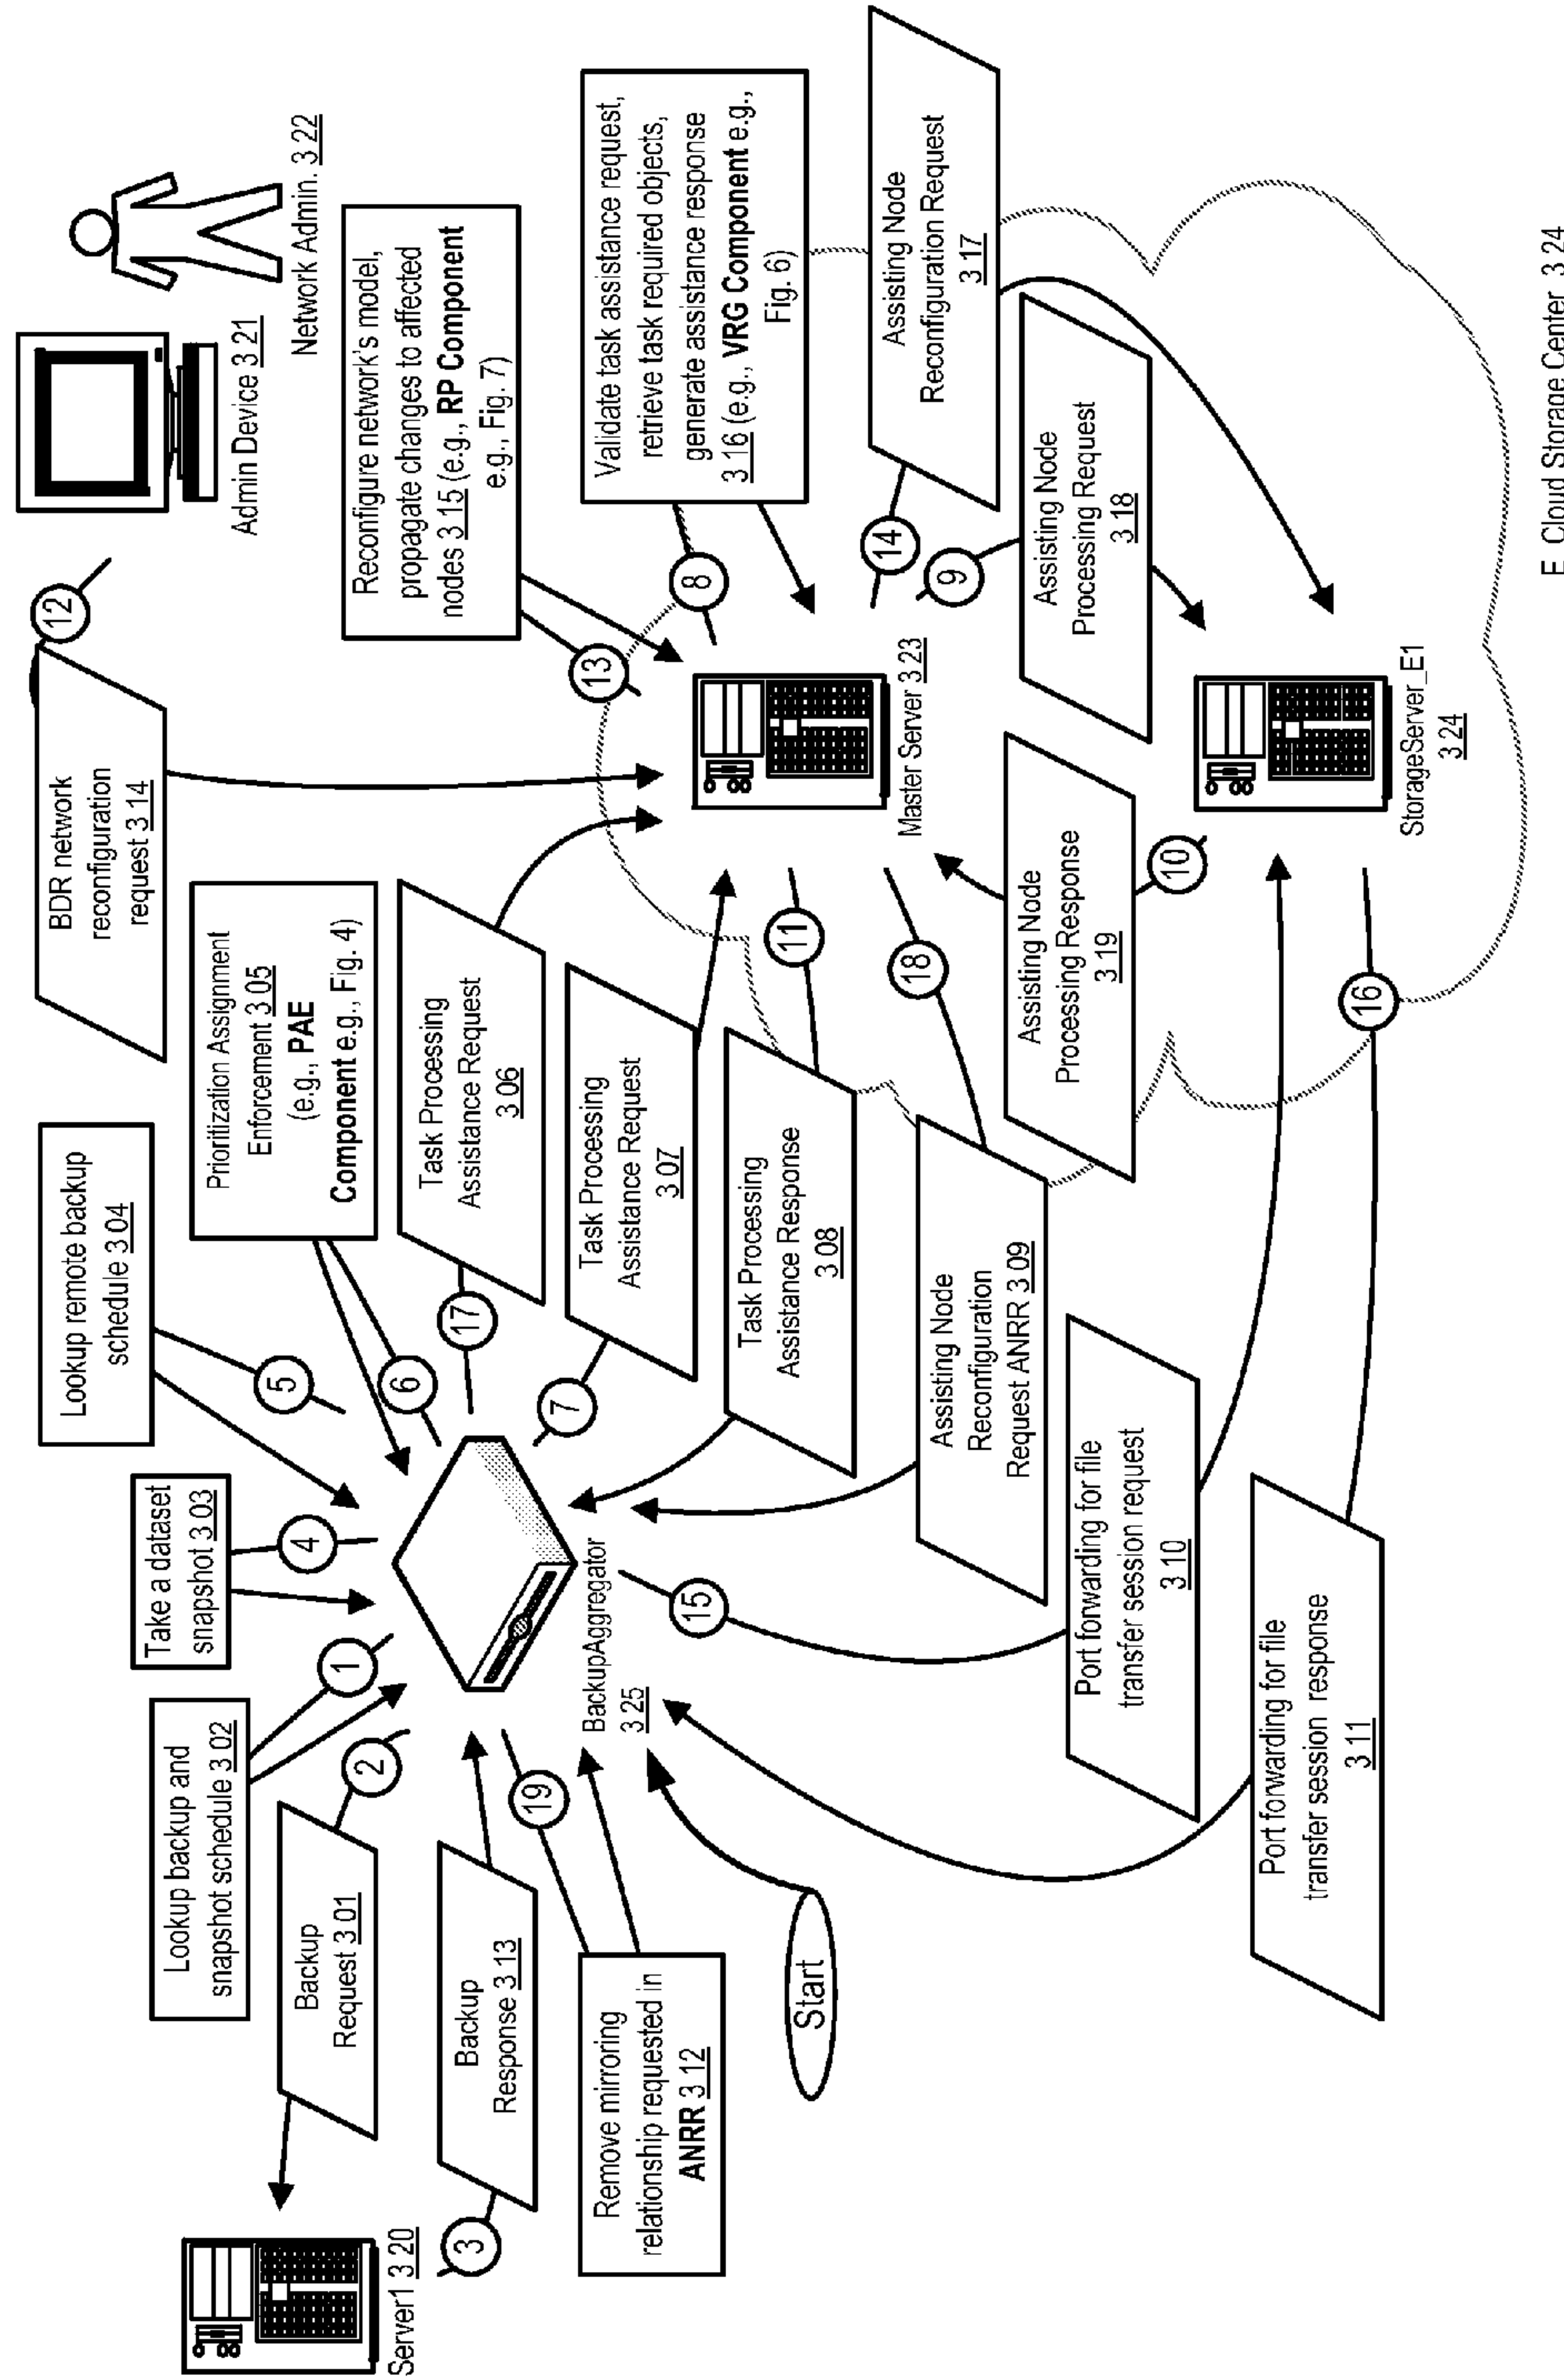 Server1 3 20
Backup
Request 3 01
Lookup backup and
snapshot schedule 3 02
Take a dataset
snapshot 3 03
Lookup remote backup
schedule 3 04
Prioritization Assignment
Enforcement 3 05
(e.g., PAE
Component e.g., Fig. 4)
BDR network
reconfiguration
request 3 14
Admin Device 3 21
Network Admin. 3 22
1
2
3
4
5
6
17
7
12
Backup
Response 3 13
Remove mirroring
relationship requested in
ANRR 3 12
19
Start
BackupAggregator
3 25
15
Task Processing
Assistance Request
3 06
Task Processing
Assistance Request
3 07
Task Processing
Assistance Response
3 08
Assisting Node
Reconfiguration
Request ANRR 3 09
Port forwarding for file
transfer session request
3 10
Port forwarding for file
transfer session response
3 11
Reconfigure network's model,
propagate changes to affected
nodes 3 15 (e.g., RP Component
e.g., Fig. 7)
Validate task assistance request,
retrieve task required objects,
generate assistance response
3 16 (e.g., VRG Component e.g.,
Fig. 6)
13
8
14
9
11
18
10
16
Master Server 3 23
Assisting Node
Reconfiguration Request
3 17
Assisting Node
Processing Request
3 18
Assisting Node
Processing Response
3 19
StorageServer_E1
3 24
E. Cloud Storage Center 3 24